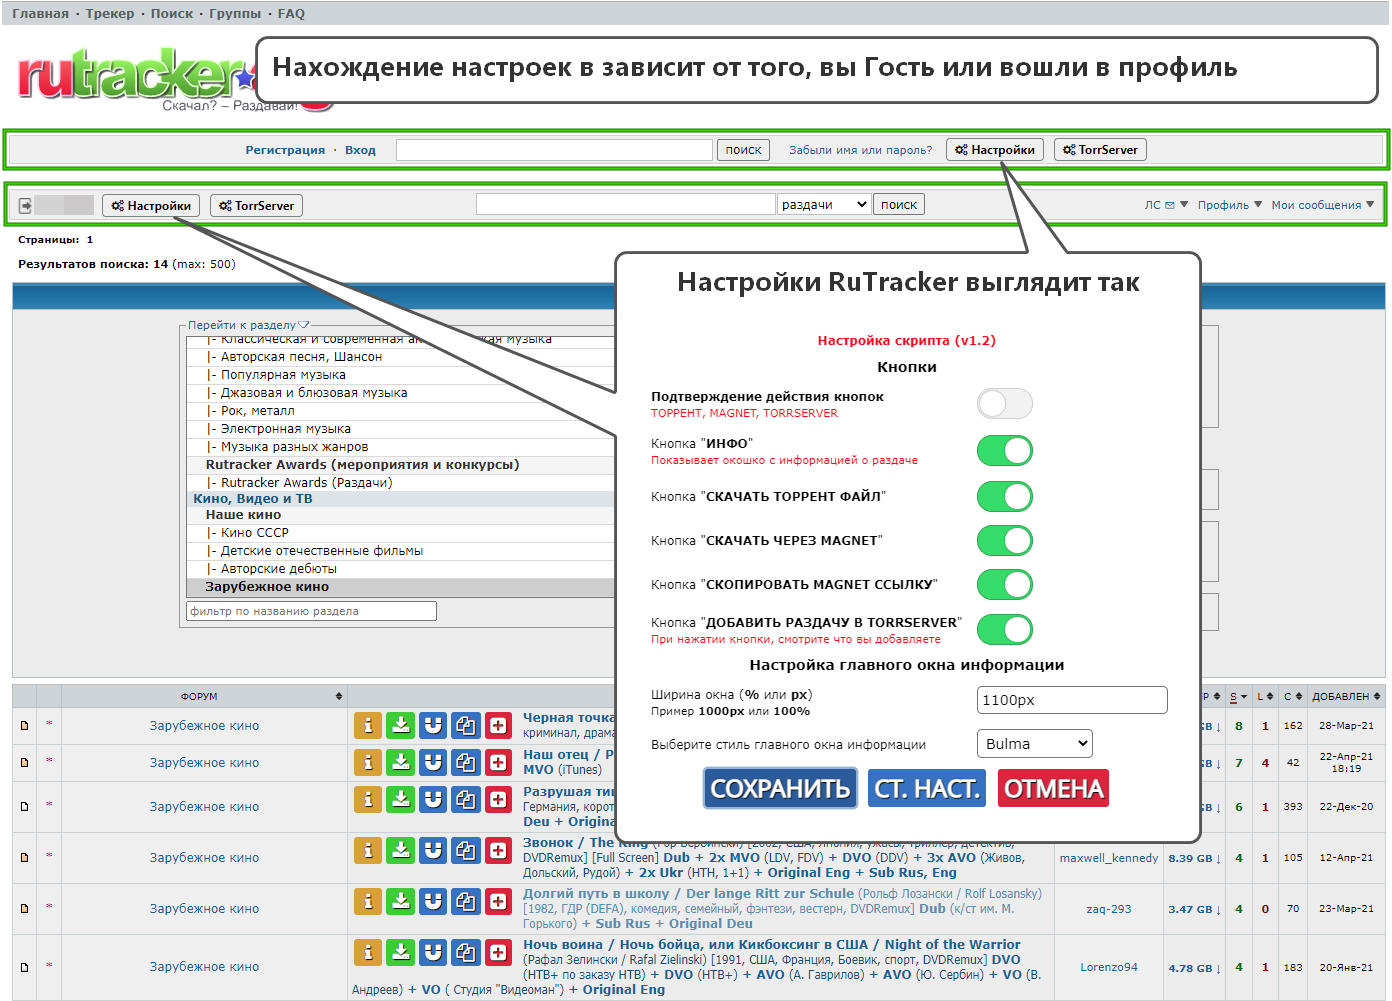 Главная · Трекер · Поиск · Группы · FAQ
rutracker
Скачал? – Раздавай!
Нахождение настроек в зависит от того, вы Гость или вошли в профиль
Регистрация · Вход поиск Забыли имя или пароль? Настройки TorrServer
Настройки TorrServer раздачи поиск ЛС Профиль Мои сообщения
Страницы: 1
Результатов поиска: 14 (max: 500)
Перейти к разделу
|- Классическая и современная
|- Авторская песня, Шансон
|- Популярная музыка
|- Джазовая и блюзовая музыка
|- Рок, металл
|- Электронная музыка
|- Музыка разных жанров
Rutracker Awards (мероприятия и конкурсы)
|- Rutracker Awards (Раздачи)
Кино, Видео и ТВ
Наше кино
|- Кино СССР
|- Детские отечественные фильмы
|- Авторские дебюты
Зарубежное кино
фильтр по названию раздела
Настройки RuTracker выглядит так
Настройка скрипта (v1.2)
Кнопки
Подтверждение действия кнопок
ТОРРЕНТ, MAGNET, TORRSERVER
Кнопка "ИНФО"
Показывает окошко с информацией о раздаче
Кнопка "СКАЧАТЬ ТОРРЕНТ ФАЙЛ"
Кнопка "СКАЧАТЬ ЧЕРЕЗ MAGNET"
Кнопка "СКОПИРОВАТЬ MAGNET ССЫЛКУ"
Кнопка "ДОБАВИТЬ РАЗДАЧУ В TORRSERVER"
При нажатии кнопки, смотрите что вы добавляете
Настройка главного окна информации
Ширина окна (% или px)
Пример 1000px или 100%
1100px
Выберите стиль главного окна информации
Bulma
СОХРАНИТЬ СТ. НАСТ. ОТМЕНА
ФОРУМ S L C ДОБАВЛЕН
* Зарубежное кино Черная точка GB ↓ 8 1 162 28-Мар-21
криминал, драма
* Зарубежное кино Наш отец / GB ↓ 7 4 42 22-Апр-21
MVO (iTunes) 18:19
* Зарубежное кино Разрушая GB ↓ 6 1 393 22-Дек-20
Германия,
Deu + Origin
* Зарубежное кино Звонок / The Ring (Гор Вербински) [2002, США, Япония, ужасы, триллер, детектив,
DVDRemux] [Full Screen] Dub + 2x MVO (LDV, FDV) + DVO (DDV) + 3x AVO (Живов,
Дольский, Рудой) + 2x Ukr (НТН, 1+1) + Original Eng + Sub Rus, Eng
maxwell_kennedy 8.39 GB ↓ 4 1 105 12-Апр-21
* Зарубежное кино Долгий путь в школу / Der lange Ritt zur Schule (Рольф Лозански / Rolf Losansky)
[1982, ГДР (DEFA), комедия, семейный, фэнтези, вестерн, DVDRemux] Dub (к/ст им. М.
Горького) + Sub Rus + Original Deu
zaq-293 3.47 GB ↓ 4 0 70 23-Мар-21
* Зарубежное кино Ночь воина / Ночь бойца, или Кикбоксинг в США / Night of the Warrior
(Рафал Зелински / Rafal Zielinski) [1991, США, Франция, Боевик, спорт, DVDRemux] DVO
(НТВ+ по заказу НТВ) + DVO (НТВ+) + AVO (А. Гаврилов) + AVO (Ю. Сербин) + VO (В.
Андреев) + VO ( Студия "Видеоман") + Original Eng
Lorenzo94 4.78 GB ↓ 4 1 183 20-Янв-21